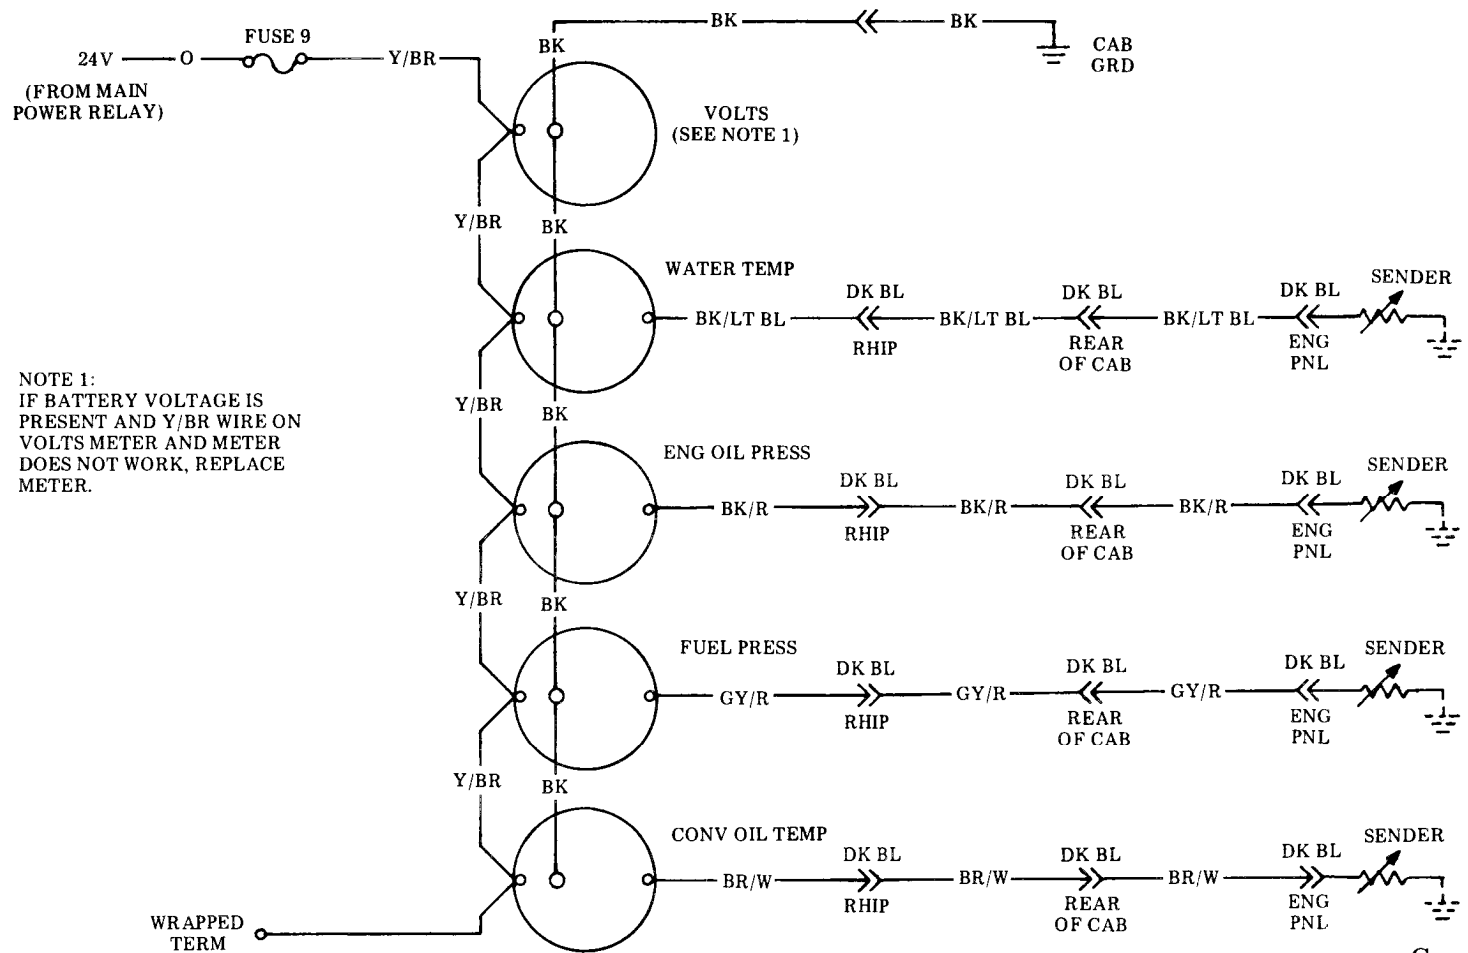 BK
BK
CAB
GRD
FUSE 9
BK
24V
O
Y/BR
(FROM MAIN
POWER RELAY)
VOLTS
(SEE NOTE 1)
Y/BR
BK
WATER TEMP
DK BL
DK BL
DK BL
SENDER
BK/LT BL
BK/LT BL
BK/LT BL
RHIP
REAR
OF CAB
ENG
PNL
NOTE 1:
IF BATTERY VOLTAGE IS
PRESENT AND Y/BR WIRE ON
VOLTS METER AND METER
DOES NOT WORK, REPLACE
METER.
Y/BR
BK
ENG OIL PRESS
DK BL
DK BL
DK BL
SENDER
BK/R
BK/R
BK/R
RHIP
REAR
OF CAB
ENG
PNL
Y/BR
BK
FUEL PRESS
DK BL
DK BL
DK BL
SENDER
GY/R
GY/R
GY/R
RHIP
REAR
OF CAB
ENG
PNL
Y/BR
BK
CONV OIL TEMP
DK BL
DK BL
DK BL
SENDER
BR/W
BR/W
BR/W
RHIP
REAR
OF CAB
ENG
PNL
WRAPPED
TERM